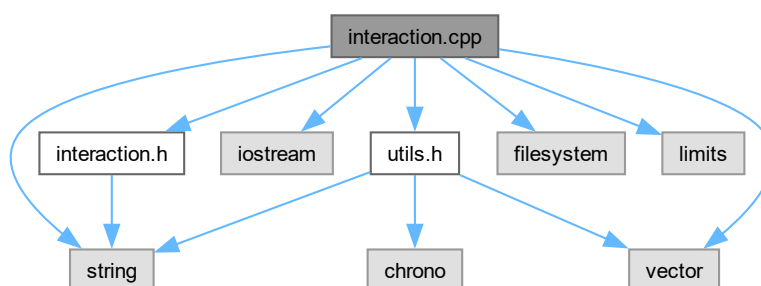 interaction.cpp
interaction.h
iostream
utils.h
filesystem
limits
string
chrono
vector